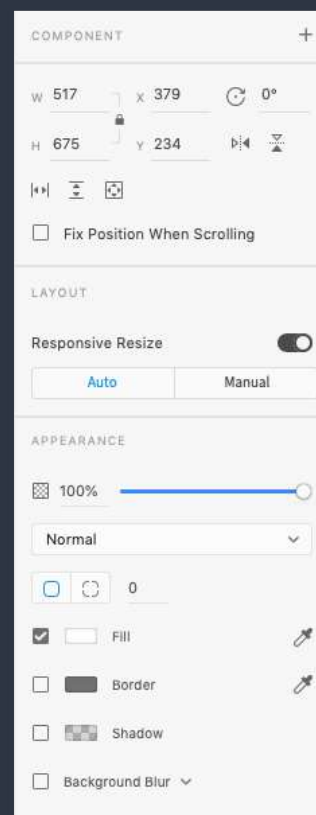 COMPONENT
W 517 X 379 0°
H 675 Y 234
Fix Position When Scrolling
LAYOUT
Responsive Resize
Auto Manual
APPEARANCE
100%
Normal
0
Fill
Border
Shadow
Background Blur